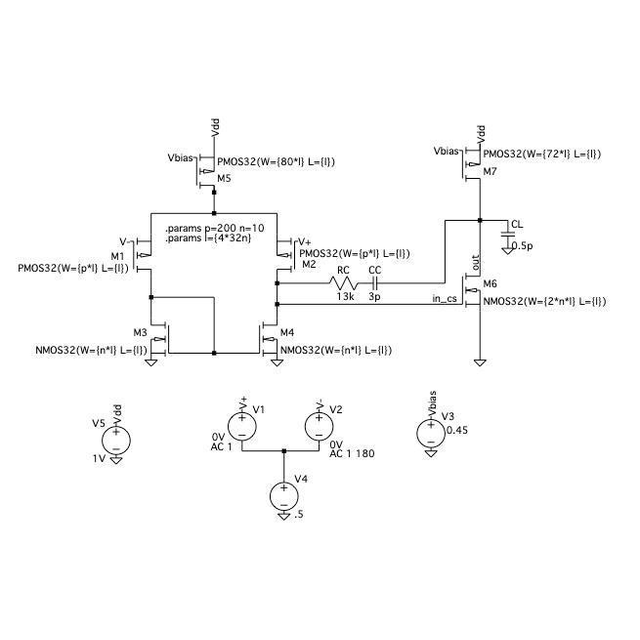 Vdd
Vbias
PMOS32(W={80*l} L={l})
M5
Vdd
Vbias
PMOS32(W={72*l} L={l})
M7
.params p=200 n=10
.params l={4*32n}
V-
M1
PMOS32(W={p*l} L={l})
V+
PMOS32(W={p*l} L={l})
M2
CL
0.5p
RC
13k
CC
3p
out
in_cs
M6
NMOS32(W={2*n*l} L={l})
M3
NMOS32(W={n*l} L={l})
M4
NMOS32(W={n*l} L={l})
V5
Vdd
1V
V+
V1
0V
AC 1
V-
V2
0V
AC 1 180
Vbias
V3
0.45
V4
.5